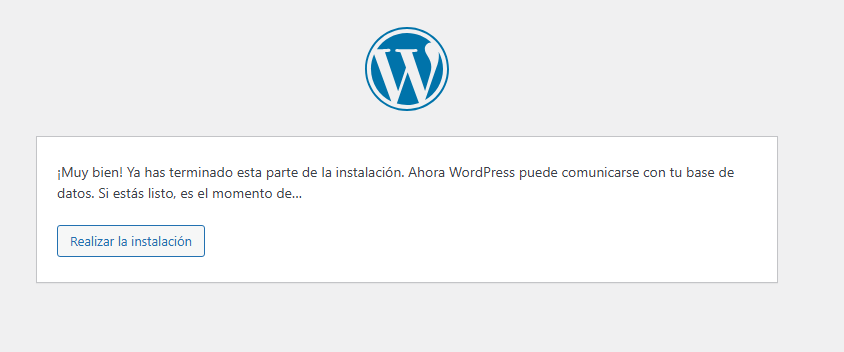 ¡Muy bien! Ya has terminado esta parte de la instalación. Ahora WordPress puede comunicarse con tu base de
datos. Si estás listo, es el momento de…
Realizar la instalación